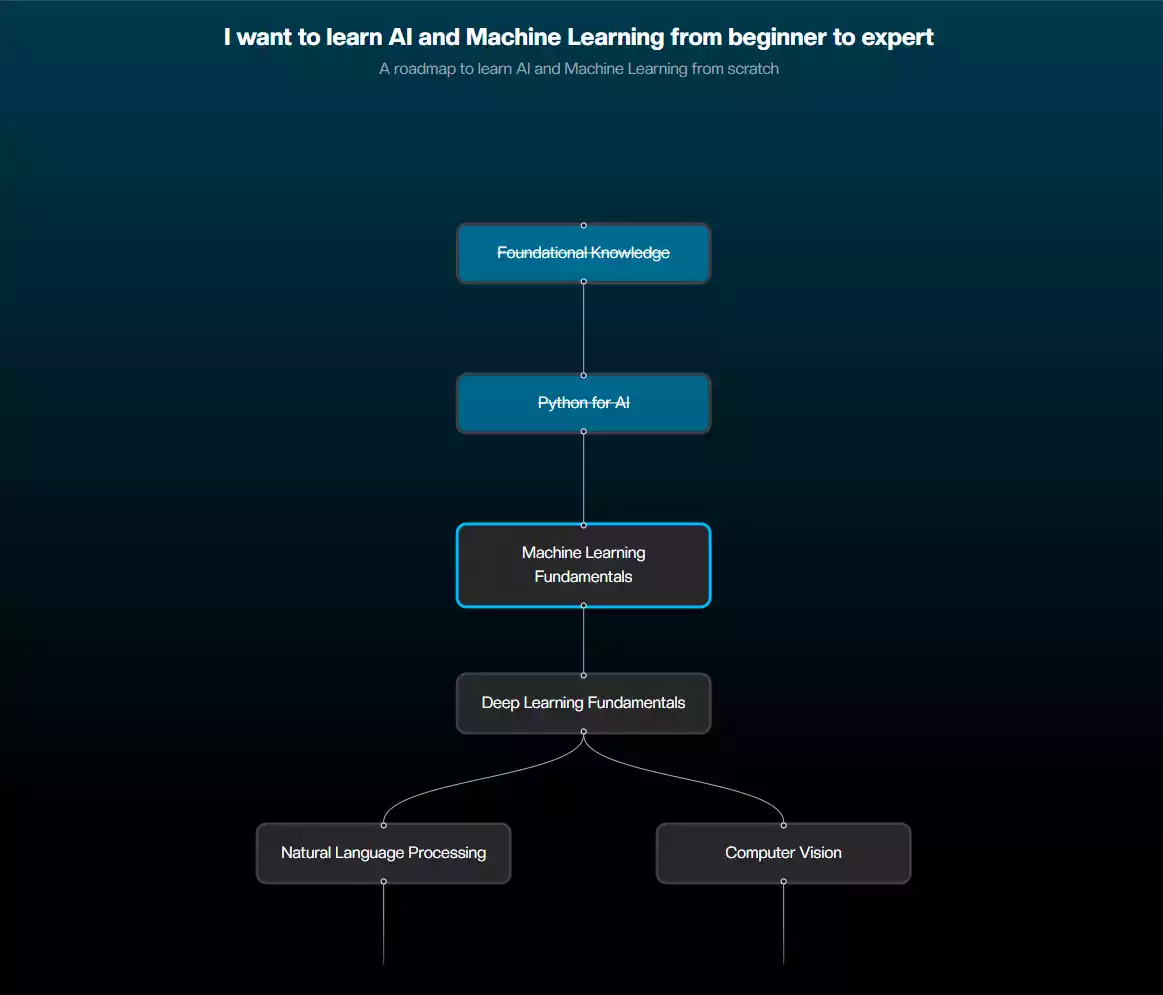 I want to learn AI and Machine Learning from beginner to expert
A roadmap to learn AI and Machine Learning from scratch
Foundational Knowledge
Python for AI
Machine Learning
Fundamentals
Deep Learning Fundamentals
Natural Language Processing
Computer Vision